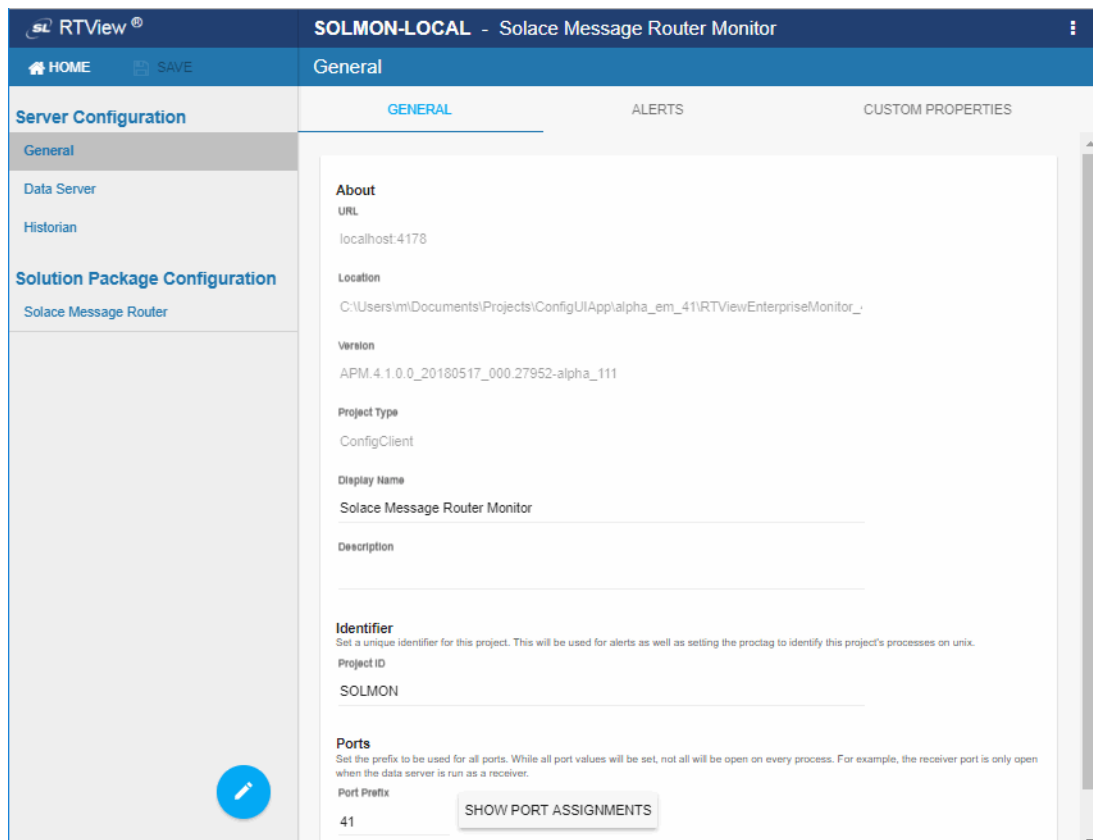 SL RTView ®
SOLMON-LOCAL - Solace Message Router Monitor
HOME
SAVE
General
Server Configuration
General
Data Server
Historian
Solution Package Configuration
Solace Message Router
GENERAL
ALERTS
CUSTOM PROPERTIES
About
URL
localhost:4178
Location
C:\Users\m\Documents\Projects\ConfigUIApp\alpha_em_41\RTViewEnterpriseMonitor_
Version
APM.4.1.0.0_20180517_000.27952-alpha_111
Project Type
ConfigClient
Display Name
Solace Message Router Monitor
Description
Identifier
Set a unique identifier for this project. This will be used for alerts as well as setting the proctag to identify this project's processes on unix.
Project ID
SOLMON
Ports
Set the prefix to be used for all ports. While all port values will be set, not all will be open on every process. For example, the receiver port is only open
when the data server is run as a receiver.
Port Prefix
41
SHOW PORT ASSIGNMENTS